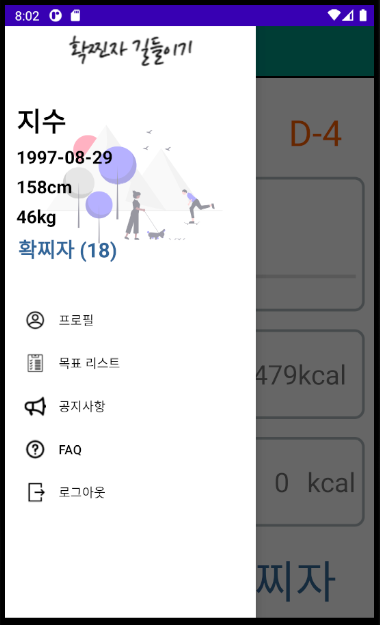 8:02
확찐자 길들이기
지수
1997-08-29
158cm
46kg
확찌자 (18)
프로필
목표 리스트
공지사항
FAQ
로그아웃
D-4
479kcal
0 kcal
찌자